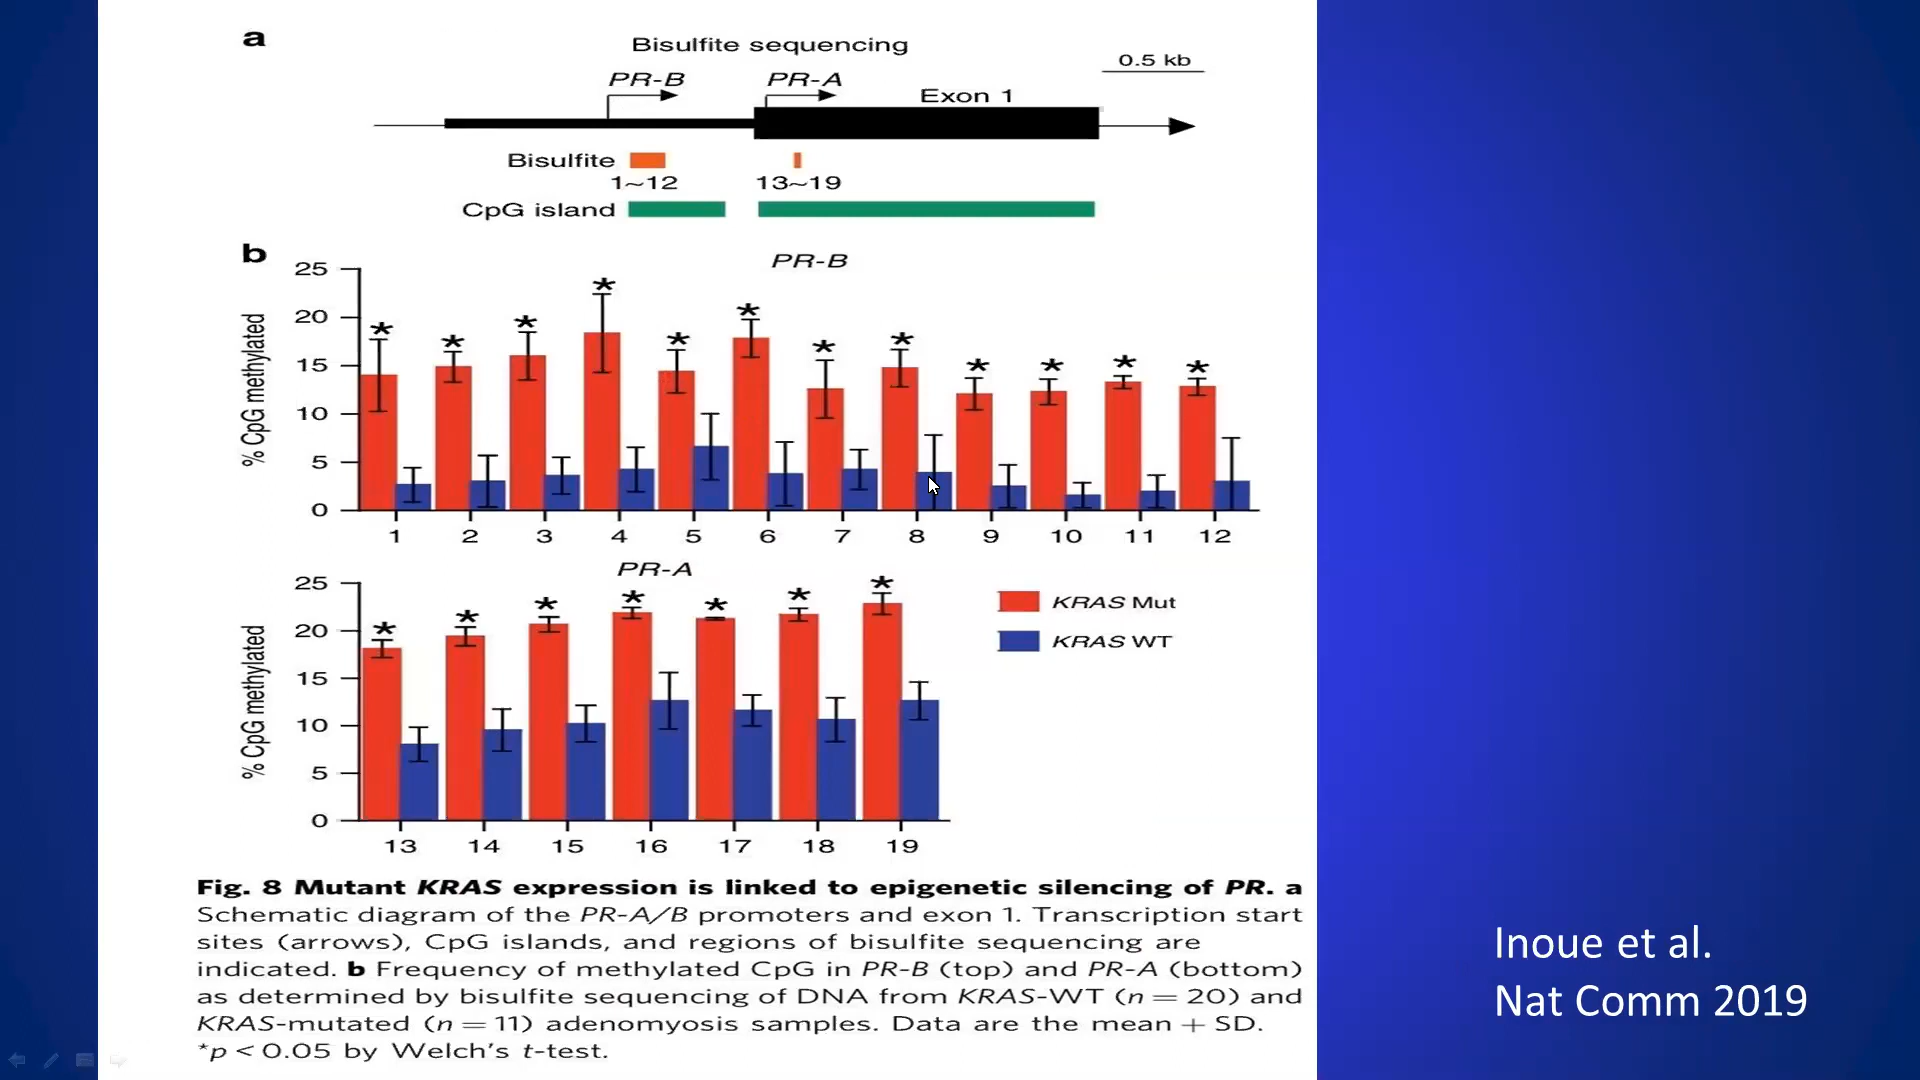 a
Bisulfite sequencing
0.5 kb
PR-B
PR-A
Exon 1
Bisulfite
1~12
13~19
CpG island
b
PR-B
% CpG methylated
25
20
15
10
5
0
* * * * * * * * * * * *
1 2 3 4 5 6 7 8 9 10 11 12
PR-A
% CpG methylated
25
20
15
10
5
0
* * * * * * *
13 14 15 16 17 18 19
KRAS Mut
KRAS WT
Fig. 8 Mutant KRAS expression is linked to epigenetic silencing of PR. a
Schematic diagram of the PR-A/B promoters and exon 1. Transcription start
sites (arrows), CpG islands, and regions of bisulfite sequencing are
indicated. b Frequency of methylated CpG in PR-B (top) and PR-A (bottom)
as determined by bisulfite sequencing of DNA from KRAS-WT (n = 20) and
KRAS-mutated (n = 11) adenomyosis samples. Data are the mean + SD.
*p < 0.05 by Welch's t-test.
Inoue et al.
Nat Comm 2019